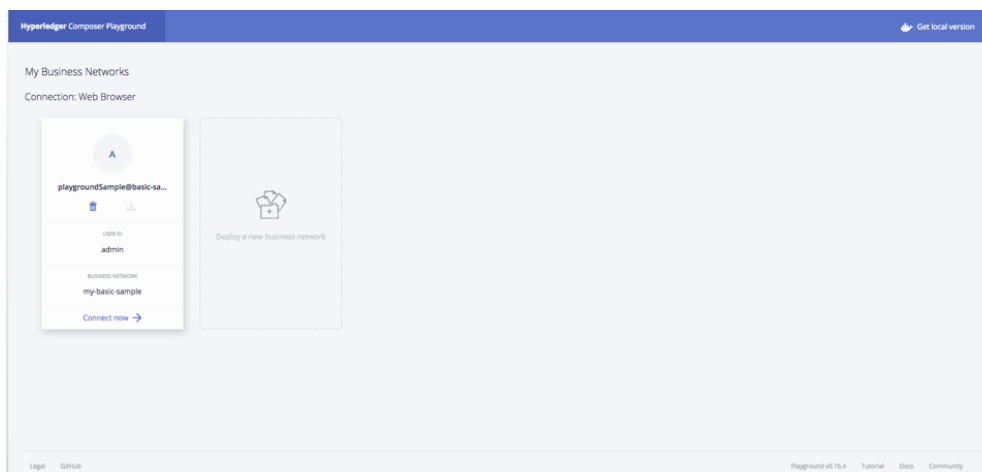 Hyperledger Composer Playground
Get local version
My Business Networks
Connection: Web Browser
A
playgroundSample@basic-sa...
USER ID
admin
BUSINESS NETWORK
my-basic-sample
Connect now
Deploy a new business network
Legal GitHub
Playground v0.16.4 Tutorial Docs Community